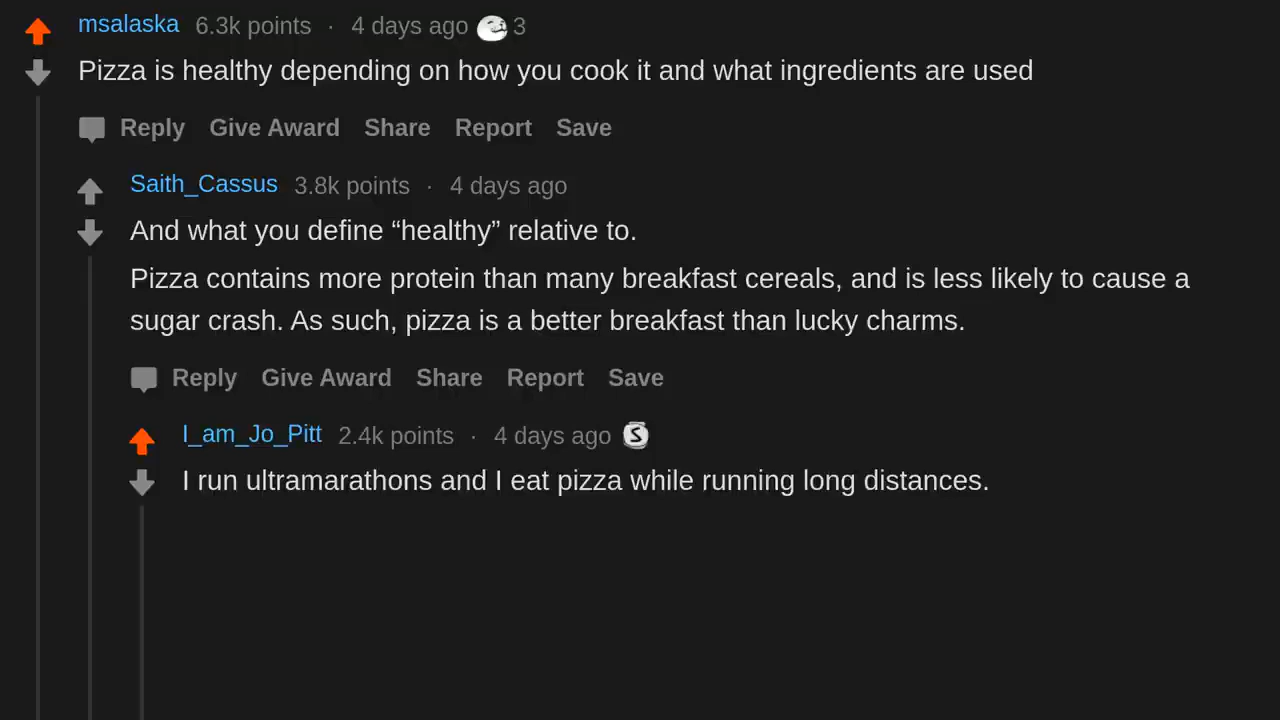 msalaska 6.3k points · 4 days ago 3
Pizza is healthy depending on how you cook it and what ingredients are used
Reply Give Award Share Report Save
Saith_Cassus 3.8k points · 4 days ago
And what you define “healthy” relative to.
Pizza contains more protein than many breakfast cereals, and is less likely to cause a
sugar crash. As such, pizza is a better breakfast than lucky charms.
Reply Give Award Share Report Save
I_am_Jo_Pitt 2.4k points · 4 days ago S
I run ultramarathons and I eat pizza while running long distances.